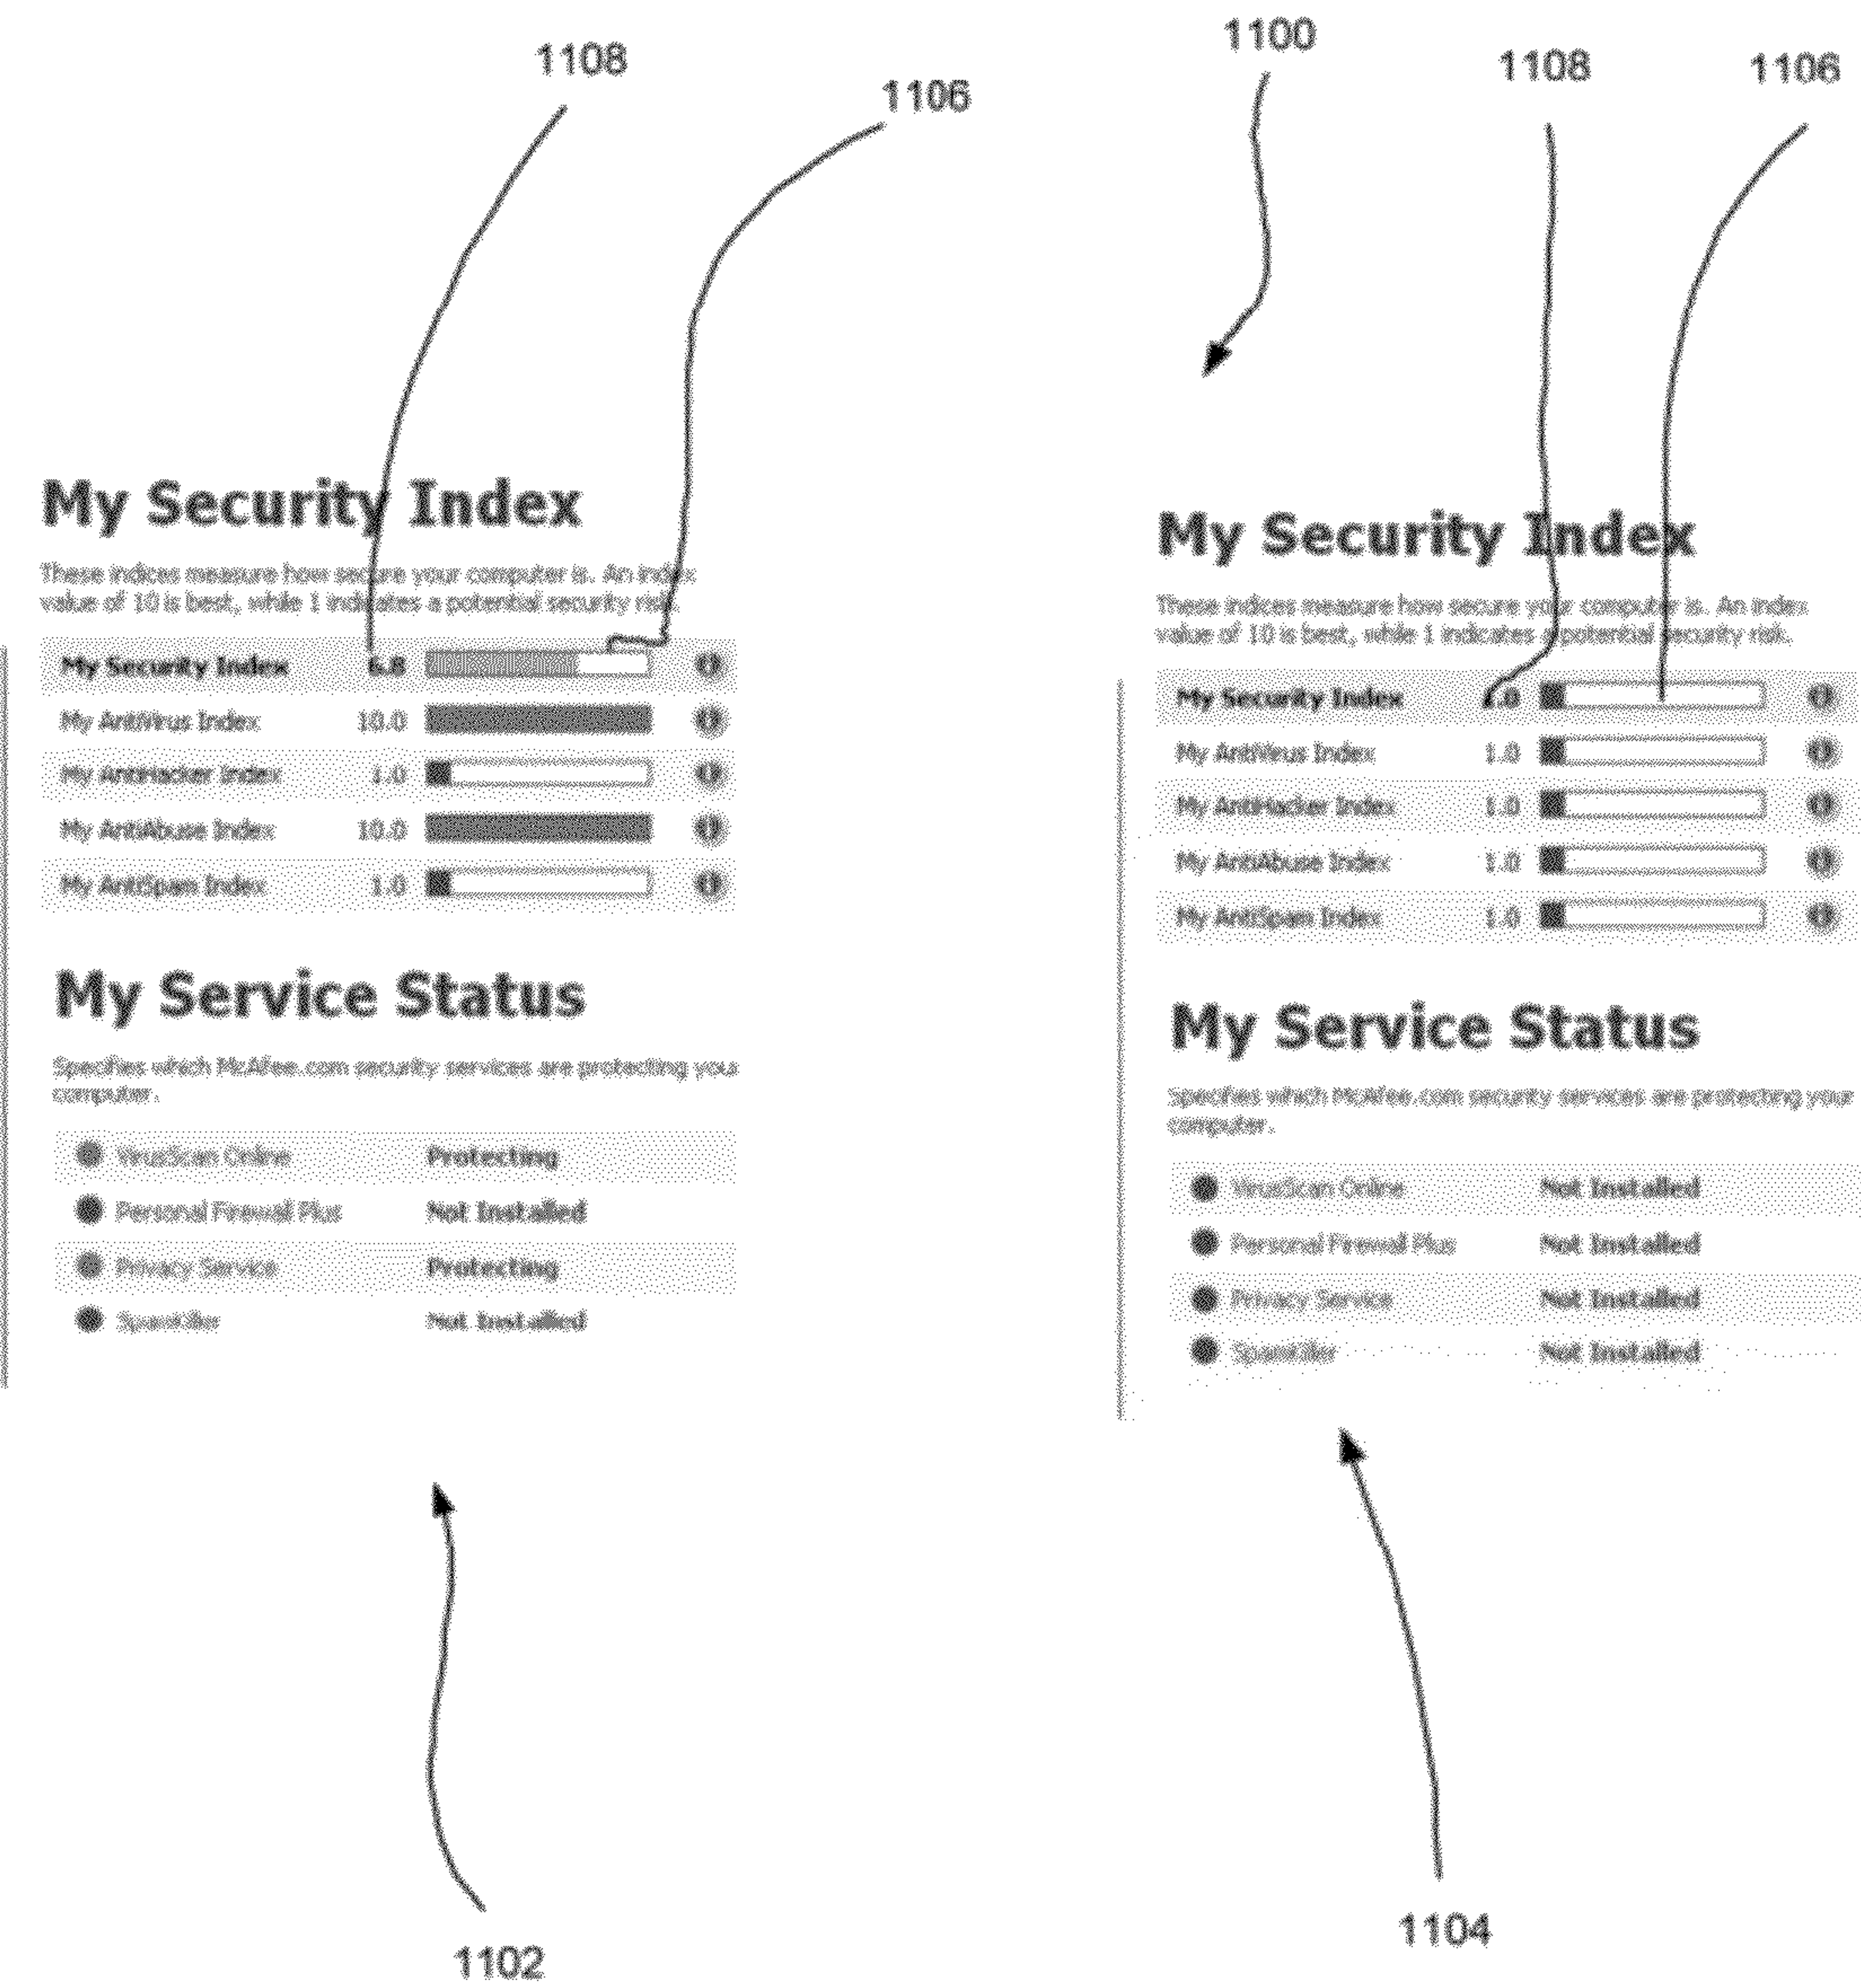 1108
1106
My Security Index
These indices measure how secure your computer is. An index
value of 10 is best, while 1 indicates a potential security risk.
My Security Index 6.8
My AntiVirus Index 10.0
My AntiHacker Index 1.0
My AntiAbuse Index 10.0
My AntiSpam Index 1.0
My Service Status
Specifies which McAfee.com security services are protecting your
computer.
VirusScan Online Protecting
Personal Firewall Plus Not Installed
Privacy Service Protecting
SpamKiller Not Installed
1102
1100
1108
1106
My Security Index
These indices measure how secure your computer is. An index
value of 10 is best, while 1 indicates a potential security risk.
My Security Index .0
My AntiVirus Index 1.0
My AntiHacker Index 1.0
My AntiAbuse Index 1.0
My AntiSpam Index 1.0
My Service Status
Specifies which McAfee.com security services are protecting your
computer.
VirusScan Online Not Installed
Personal Firewall Plus Not Installed
Privacy Service Not Installed
SpamKiller Not Installed
1104